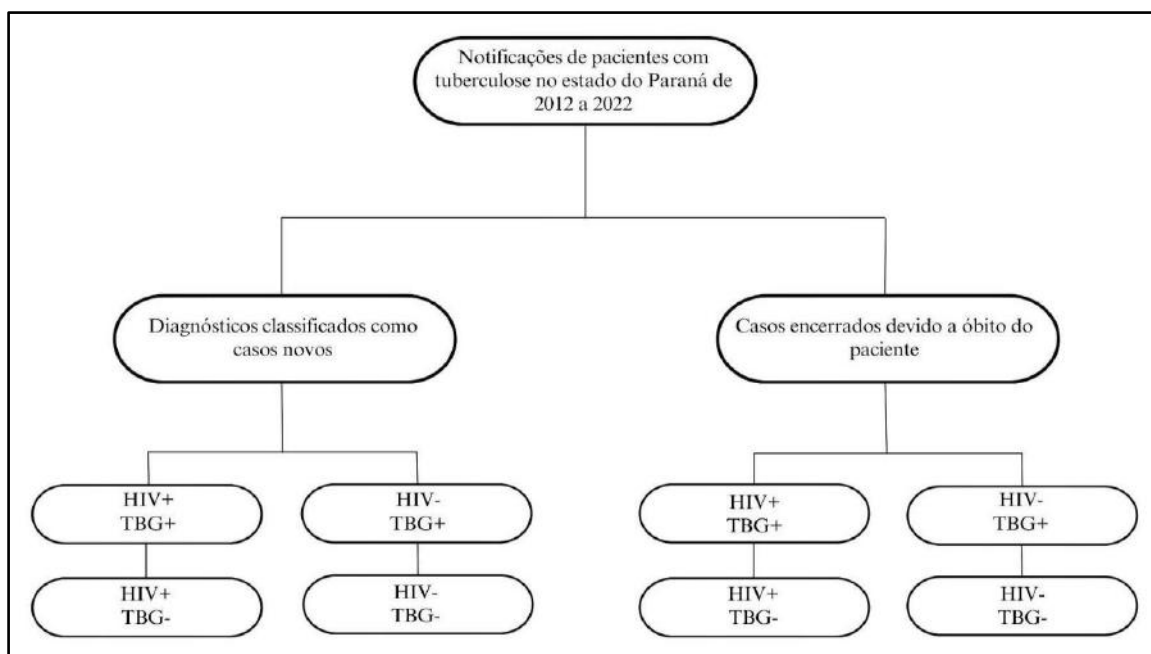 Notificações de pacientes com
tuberculose no estado do Paraná de
2012 a 2022
Diagnósticos classificados como
casos novos
Casos encerrados devido a óbito do
paciente
HIV+
TBG+
HIV-
TBG+
HIV+
TBG+
HIV-
TBG+
HIV+
TBG-
HIV-
TBG-
HIV+
TBG-
HIV-
TBG-